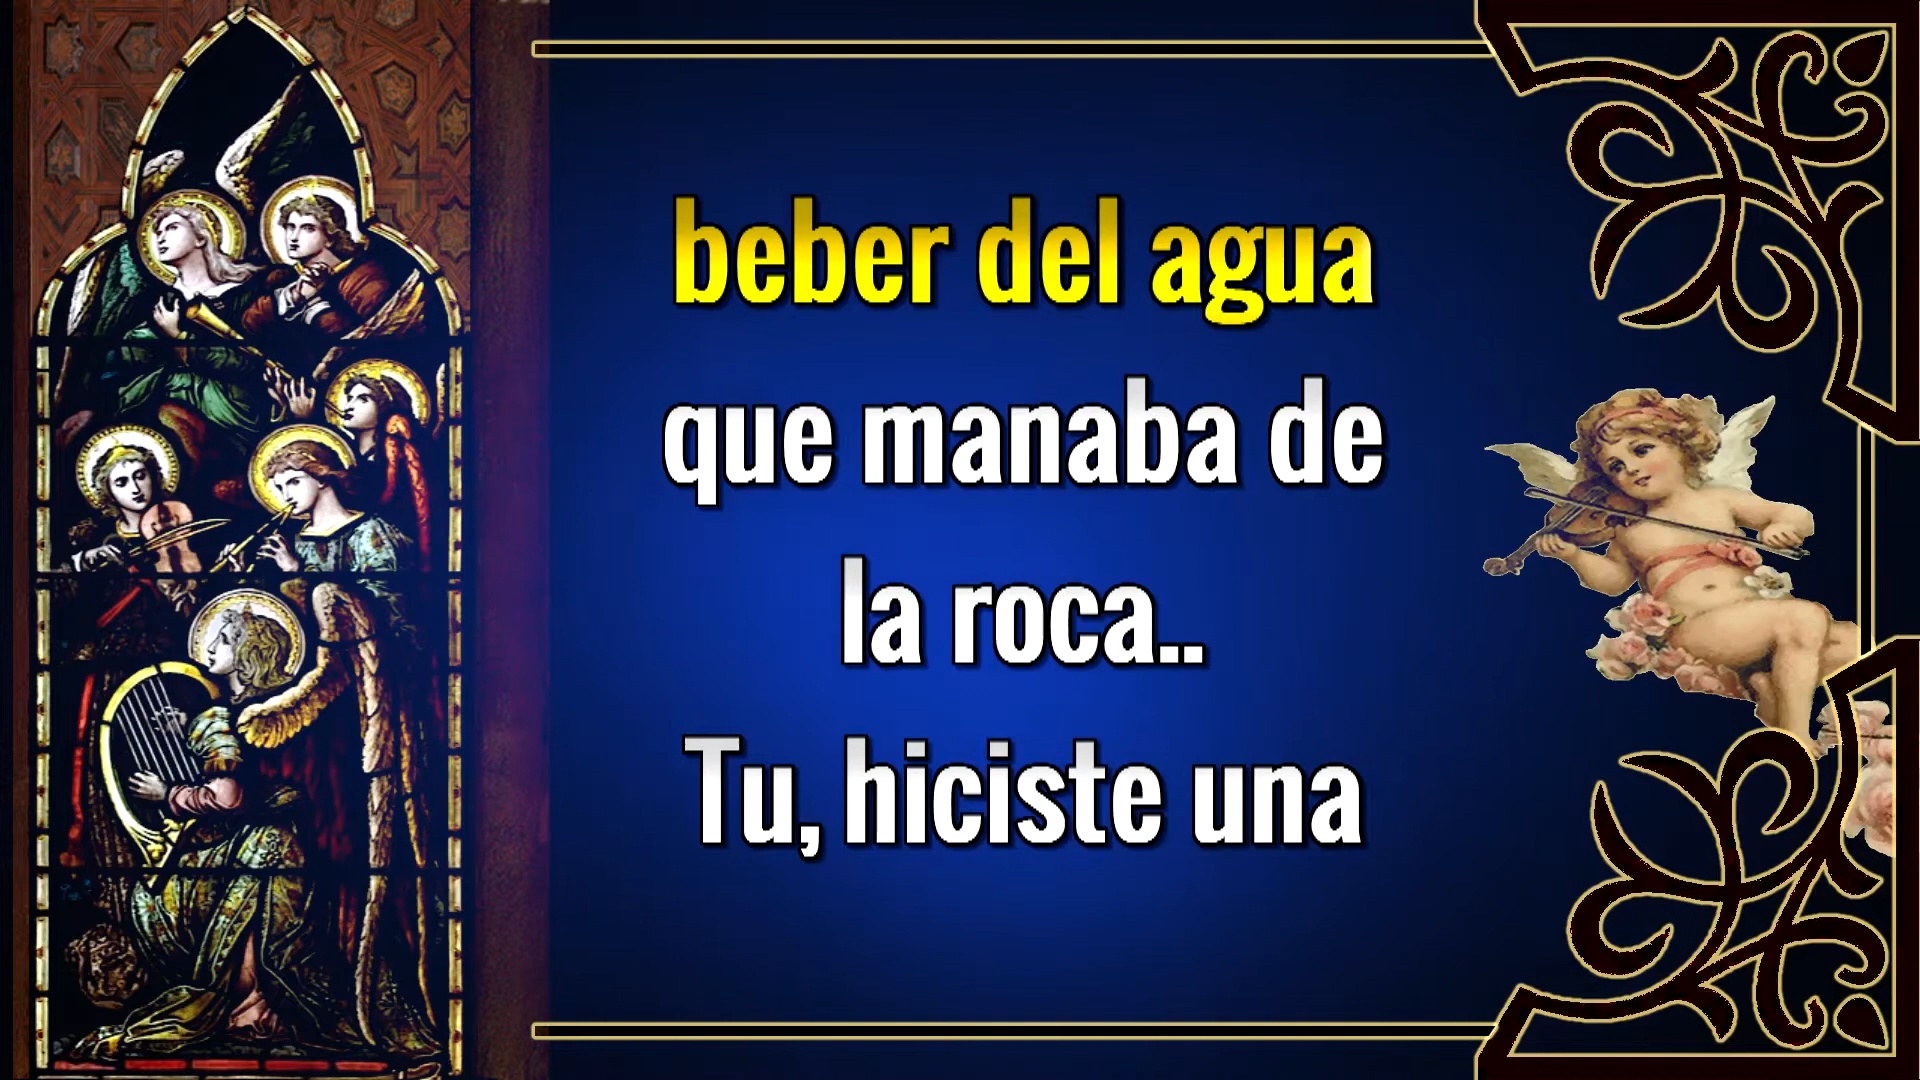 beber del agua
que manaba de
la roca..
Tu, hiciste una